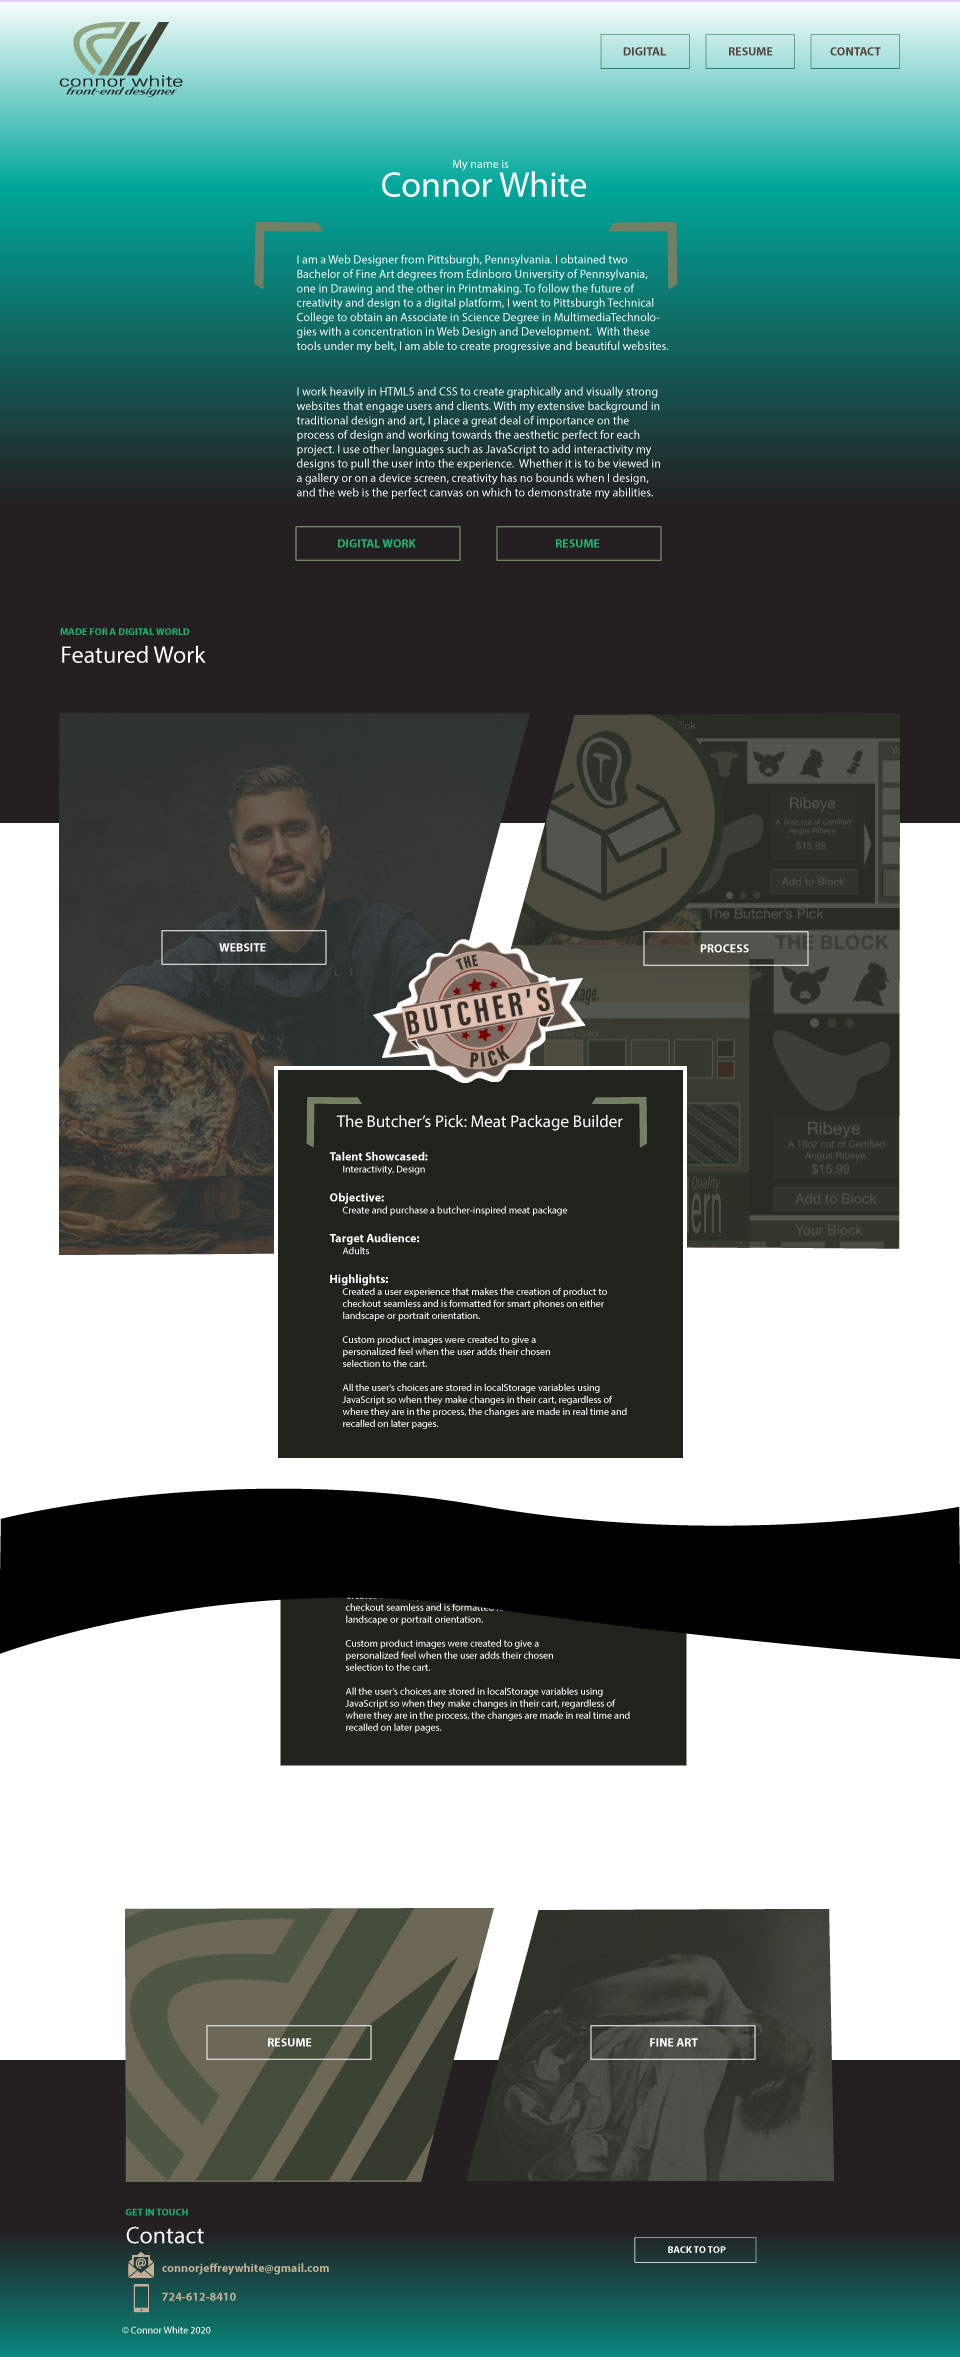 connor white
front-end designer
DIGITAL
RESUME
CONTACT
My name is
Connor White
I am a Web Designer from Pittsburgh, Pennsylvania. I obtained two
Bachelor of Fine Art degrees from Edinboro University of Pennsylvania,
one in Drawing and the other in Printmaking. To follow the future of
creativity and design to a digital platform, I went to Pittsburgh Technical
College to obtain an Associate in Science Degree in MultimediaTechnolo-
gies with a concentration in Web Design and Development. With these
tools under my belt, I am able to create progressive and beautiful websites.
I work heavily in HTML5 and CSS to create graphically and visually strong
websites that engage users and clients. With my extensive background in
traditional design and art, I place a great deal of importance on the
process of design and working towards the aesthetic perfect for each
project. I use other languages such as JavaScript to add interactivity my
designs to pull the user into the experience. Whether it is to be viewed in
a gallery or on a device screen, creativity has no bounds when I design,
and the web is the perfect canvas on which to demonstrate my abilities.
DIGITAL WORK
RESUME
MADE FOR A DIGITAL WORLD
Featured Work
WEBSITE
Ribeye
A 16oz cut of Certified
Angus Ribeye.
$15.99
Add to Block
The Butcher's Pick
THE BLOCK
PROCESS
Ribeye
A 16oz cut of Certified
Angus Ribeye.
$15.99
Add to Block
Your Block
THE
BUTCHER'S
PICK
The Butcher's Pick: Meat Package Builder
Talent Showcased:
Interactivity, Design
Objective:
Create and purchase a butcher-inspired meat package
Target Audience:
Adults
Highlights:
Created a user experience that makes the creation of product to
checkout seamless and is formatted for smart phones on either
landscape or portrait orientation.
Custom product images were created to give a
personalized feel when the user adds their chosen
selection to the cart.
All the user's choices are stored in localStorage variables using
JavaScript so when they make changes in their cart, regardless of
where they are in the process, the changes are made in real time and
recalled on later pages.
checkout seamless and is formatted
landscape or portrait orientation.
Custom product images were created to give a
personalized feel when the user adds their chosen
selection to the cart.
All the user's choices are stored in localStorage variables using
JavaScript so when they make changes in their cart, regardless of
where they are in the process, the changes are made in real time and
recalled on later pages.
RESUME
FINE ART
GET IN TOUCH
Contact
connorjeffreywhite@gmail.com
724-612-8410
BACK TO TOP
© Connor White 2020